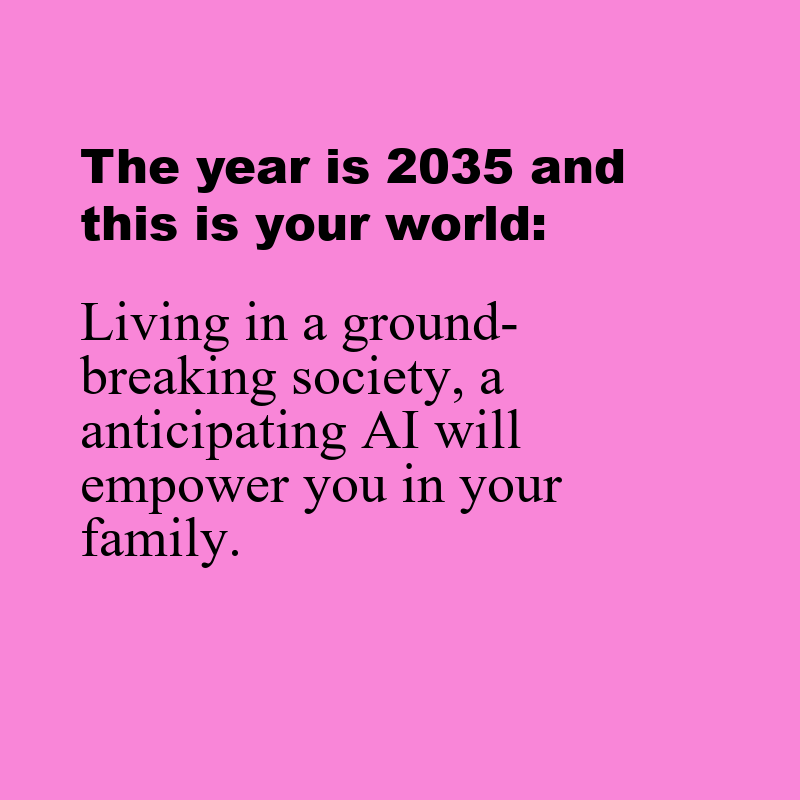 The year is 2035 and
this is your world:
Living in a ground-
breaking society, a
anticipating AI will
empower you in your
family.